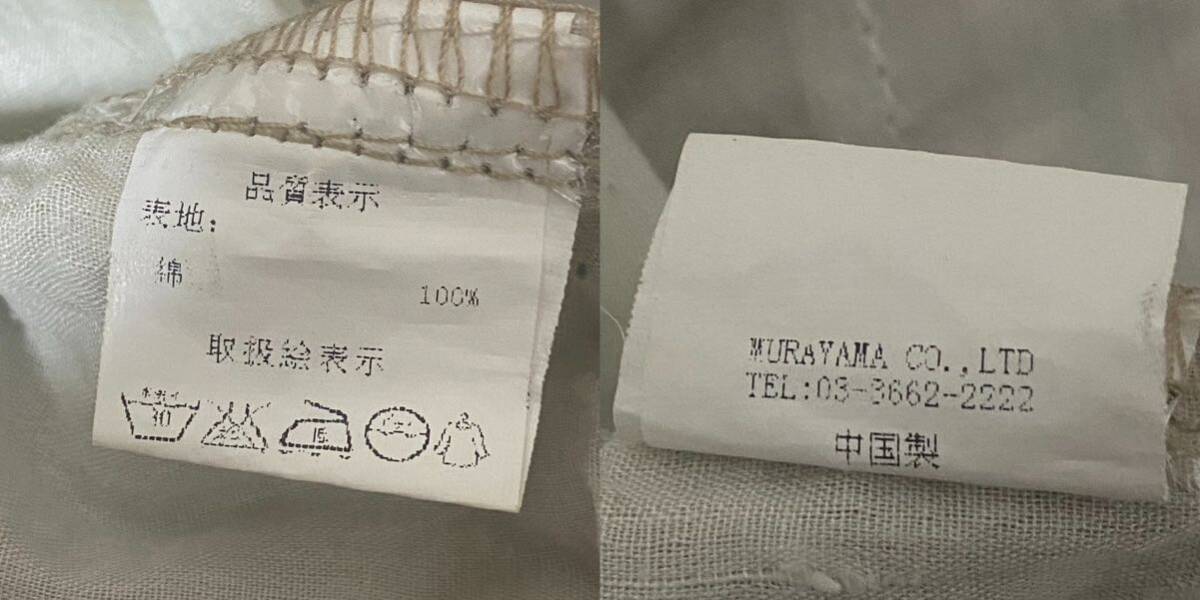 品質表示
表地:
綿
100%
取扱絵表示
30
MURAYAMA CO.,LTD
TEL:03-3662-2222
中国製